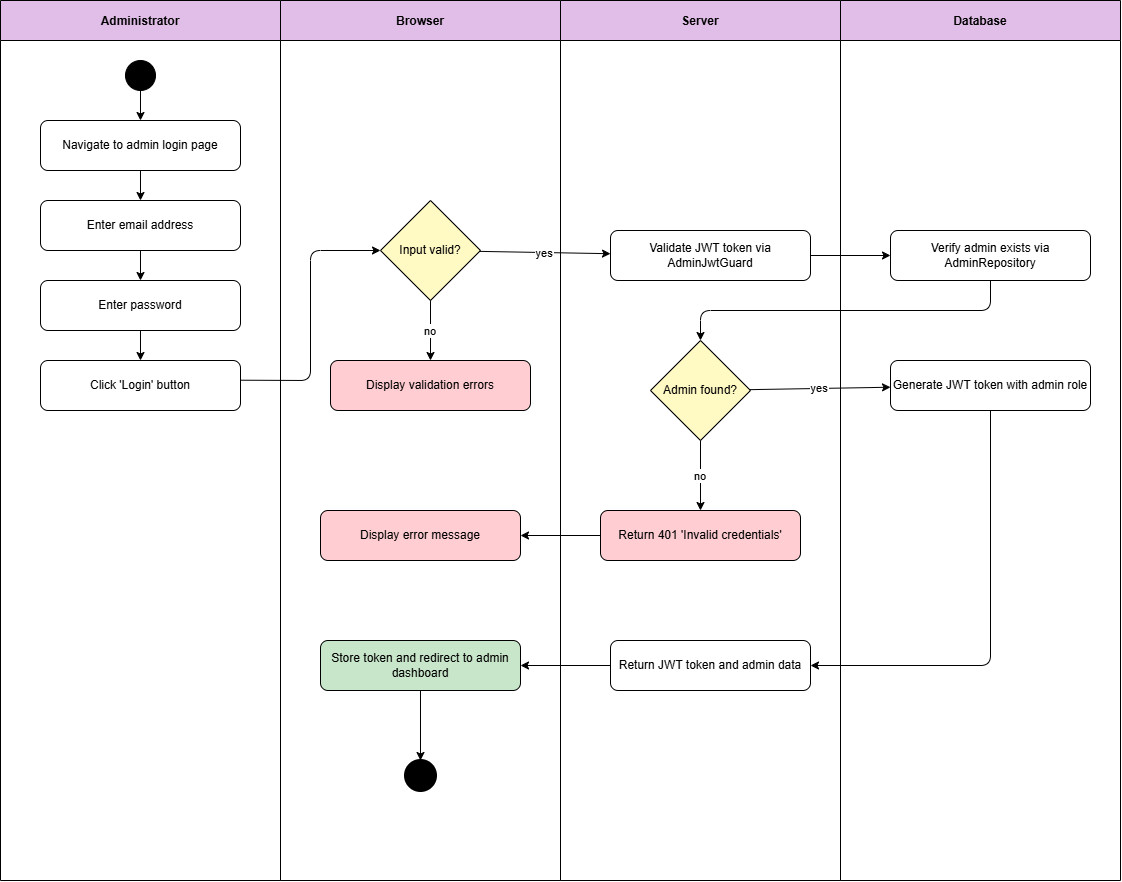 Administrator
Browser
Server
Database
Navigate to admin login page
Enter email address
Enter password
Click 'Login' button
Input valid?
yes
no
Display validation errors
Validate JWT token via
AdminJwtGuard
Verify admin exists via
AdminRepository
Admin found?
yes
no
Generate JWT token with admin role
Return 401 'Invalid credentials'
Display error message
Return JWT token and admin data
Store token and redirect to admin
dashboard